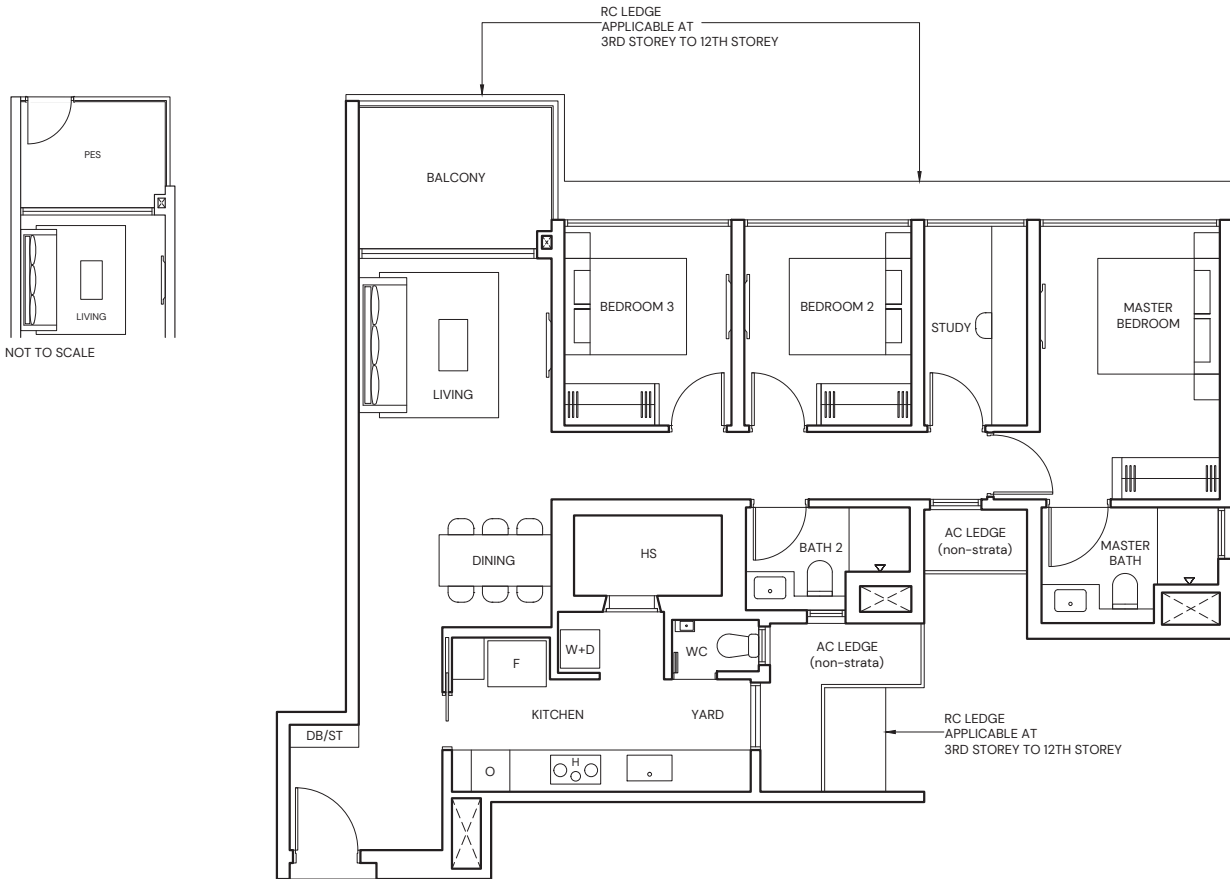 RC LEDGE
APPLICABLE AT
3RD STOREY TO 12TH STOREY
PES
LIVING
NOT TO SCALE
BALCONY
BEDROOM 3
BEDROOM 2
STUDY
MASTER
BEDROOM
LIVING
DINING
HS
BATH 2
AC LEDGE
(non-strata)
MASTER
BATH
W+D
WC
AC LEDGE
(non-strata)
F
KITCHEN
YARD
RC LEDGE
APPLICABLE AT
3RD STOREY TO 12TH STOREY
DB/ST
O
H